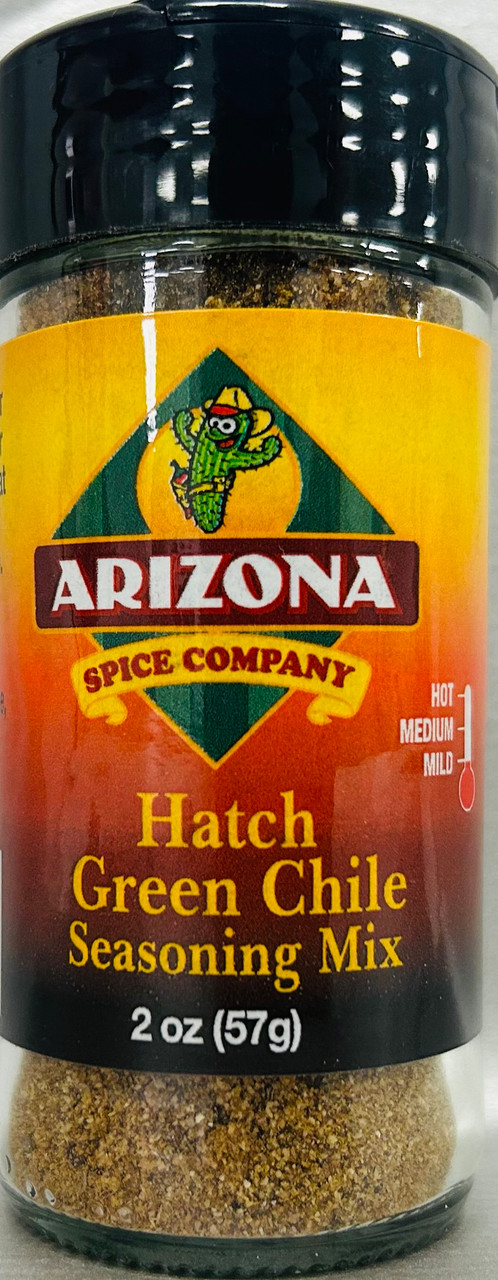 ARIZONA
SPICE COMPANY
HOT
MEDIUM
MILD
Hatch
Green Chile
Seasoning Mix
2 oz (57g)